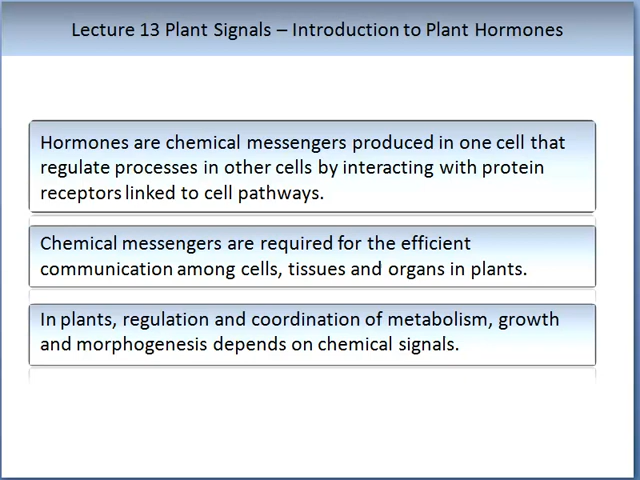 Lecture 13 Plant Signals – Introduction to Plant Hormones
Hormones are chemical messengers produced in one cell that
regulate processes in other cells by interacting with protein
receptors linked to cell pathways.
Chemical messengers are required for the efficient
communication among cells, tissues and organs in plants.
In plants, regulation and coordination of metabolism, growth
and morphogenesis depends on chemical signals.